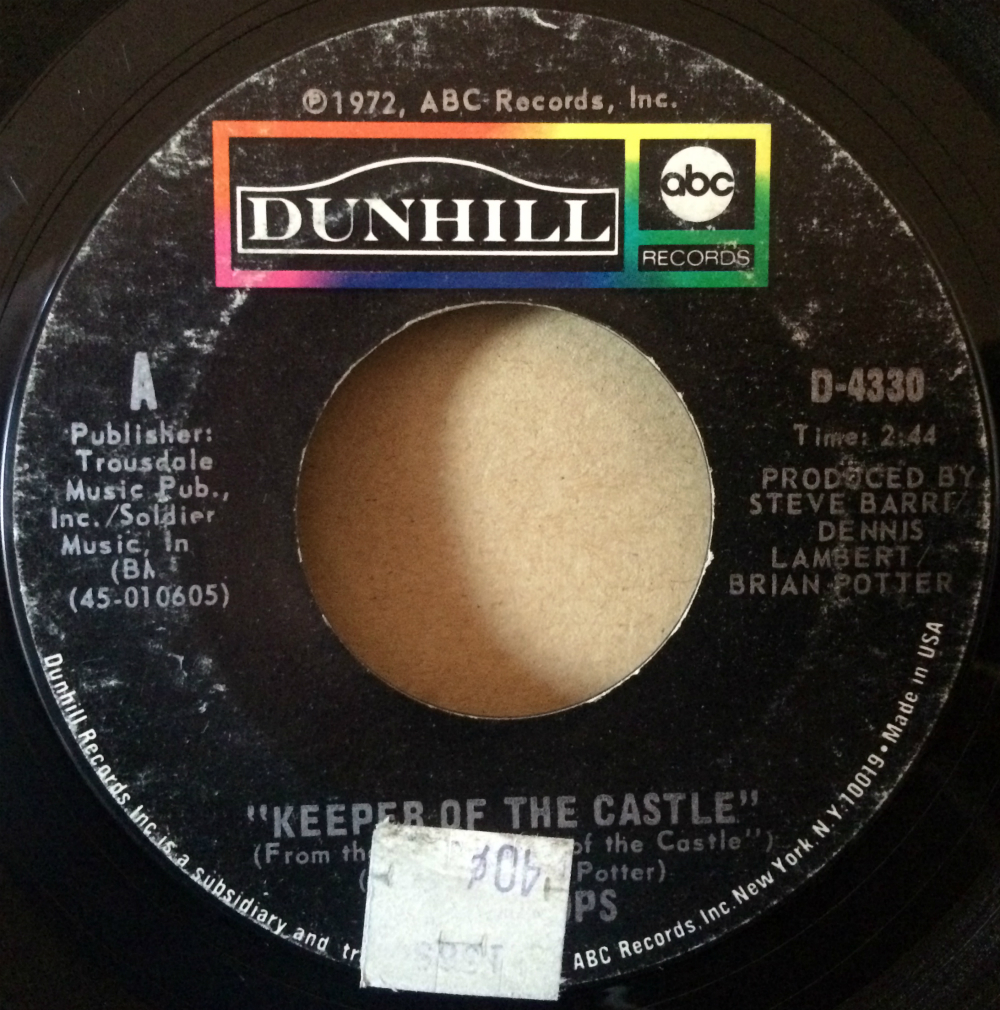 ℗1972, ABC Records, Inc.
DUNHILL
abc
RECORDS
A
Publisher:
Trousdale
Music Pub.,
Inc./Soldier
Music, In
(45-010605)
D-4330
Time: 2:44
PRODUCED BY
STEVE BARRI/
DENNIS
LAMBERT/
BRIAN POTTER
"KEEPER OF THE CASTLE"
(From of the Castle")
Potter)
PS
40¢
Dunhill Records Inc. is a subsidiary and ABC Records, Inc. New York. N.Y. 10019 • Made in USA